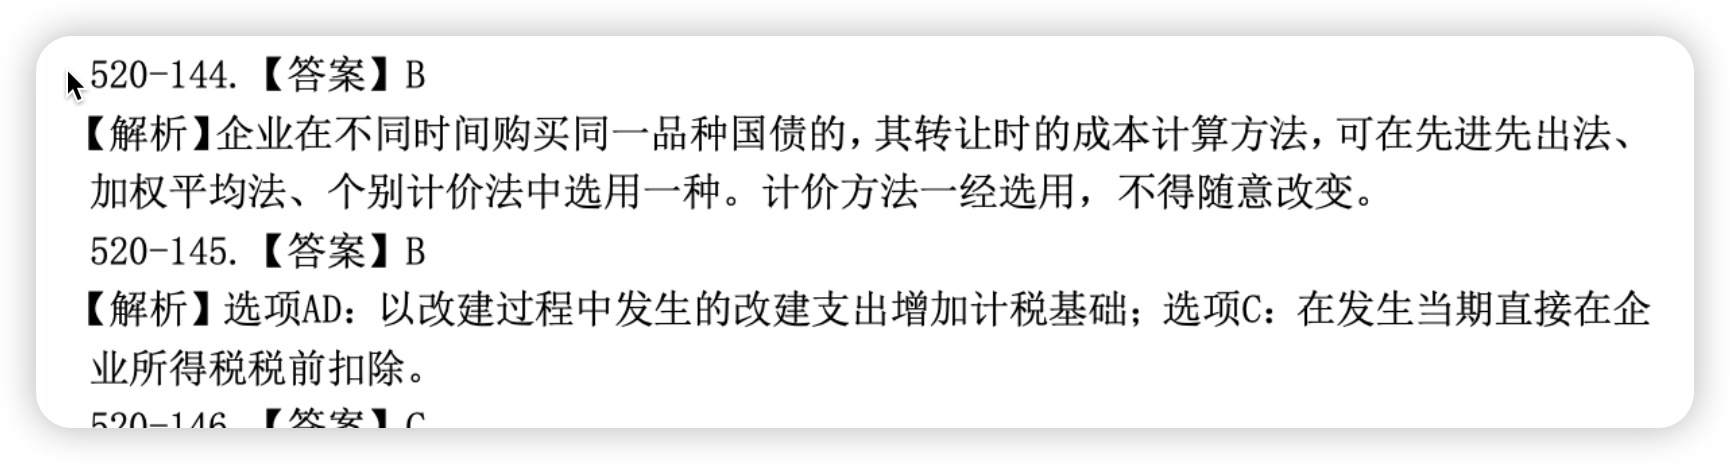 520-144.【答案】B
【解析】企业在不同时间购买同一品种国债的，其转让时的成本计算方法，可在先进先出法、
加权平均法、个别计价法中选用一种。计价方法一经选用，不得随意改变。
520-145.【答案】B
【解析】选项AD：以改建过程中发生的改建支出增加计税基础；选项C：在发生当期直接在企
业所得税税前扣除。
520-146.【答案】C